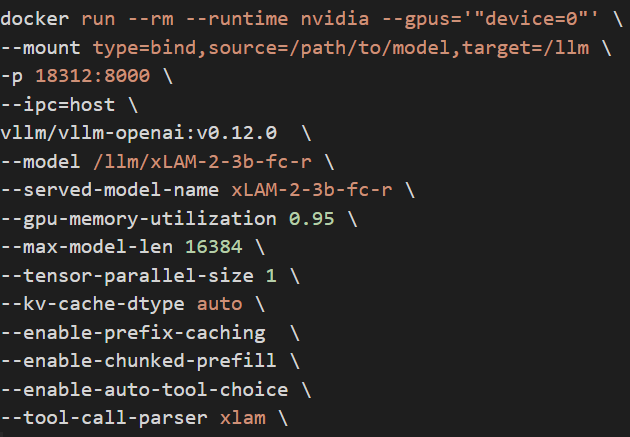 docker run --rm --runtime nvidia --gpus='"device=0"' \
--mount type=bind,source=/path/to/model,target=/llm \
-p 18312:8000 \
--ipc=host \
vllm/vllm-openai:v0.12.0  \
--model /llm/xLAM-2-3b-fc-r \
--served-model-name xLAM-2-3b-fc-r \
--gpu-memory-utilization 0.95 \
--max-model-len 16384 \
--tensor-parallel-size 1 \
--kv-cache-dtype auto \
--enable-prefix-caching  \
--enable-chunked-prefill \
--enable-auto-tool-choice \
--tool-call-parser xlam \